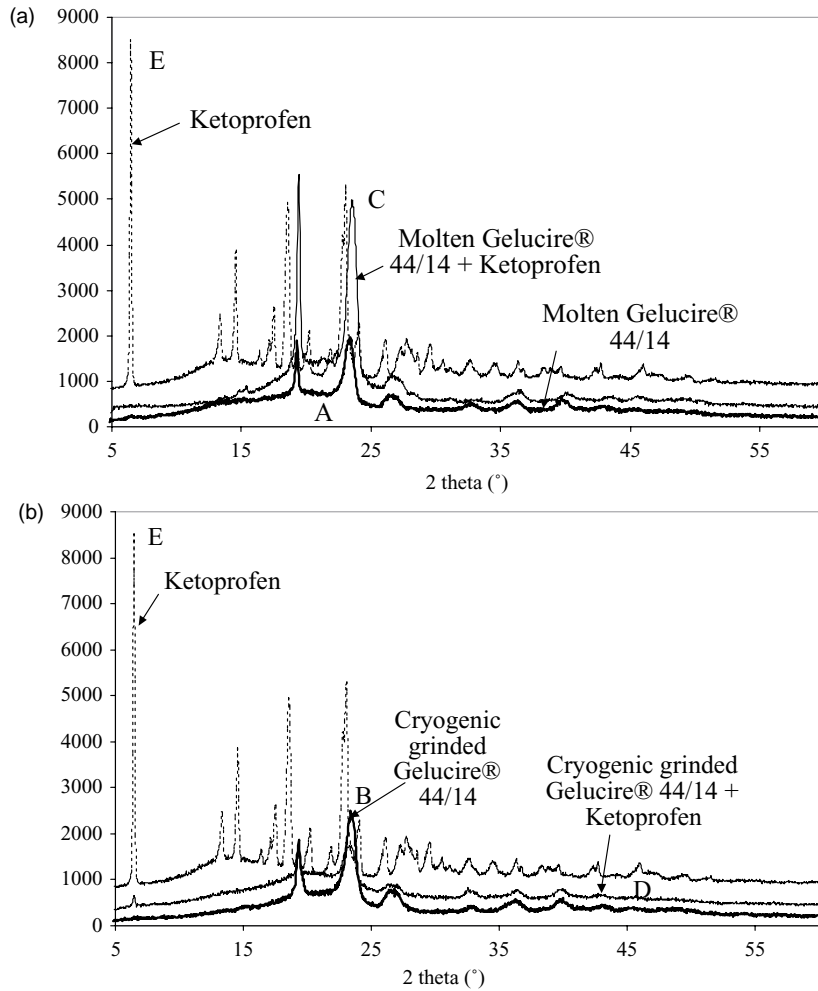 (a)
9000
8000
7000
6000
5000
4000
3000
2000
1000
0
E
Ketoprofen
C
Molten Gelucire®
44/14 + Ketoprofen
Molten Gelucire®
44/14
A
5 15 25 35 45 55
2 theta (˚)
(b)
9000
8000
7000
6000
5000
4000
3000
2000
1000
0
E
Ketoprofen
Cryogenic
grinded
Gelucire®
44/14
B
Cryogenic grinded
Gelucire® 44/14 +
Ketoprofen
D
5 15 25 35 45 55
2 theta (˚)